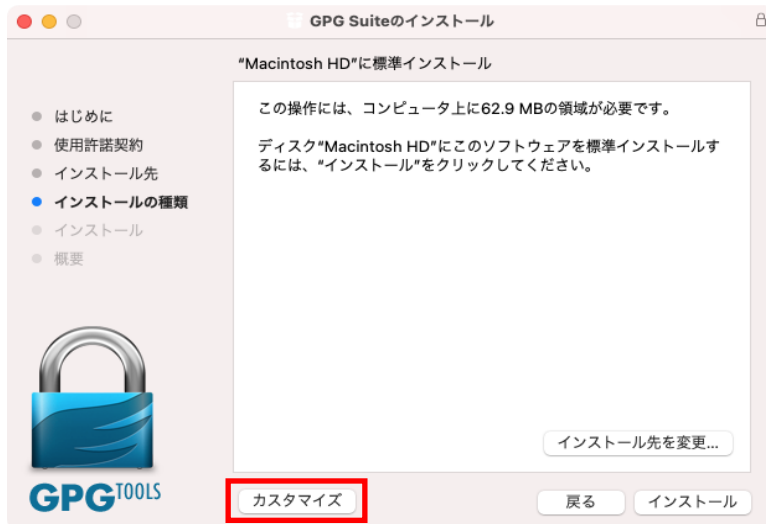 GPG Suiteのインストール
"Macintosh HD"に標準インストール
はじめに
使用許諾契約
インストール先
インストールの種類
インストール
概要
この操作には、コンピュータ上に62.9 MBの領域が必要です。
ディスク"Macintosh HD"にこのソフトウェアを標準インストールす
るには、"インストール"をクリックしてください。
インストール先を変更...
GPGTOOLS
カスタマイズ
戻る
インストール